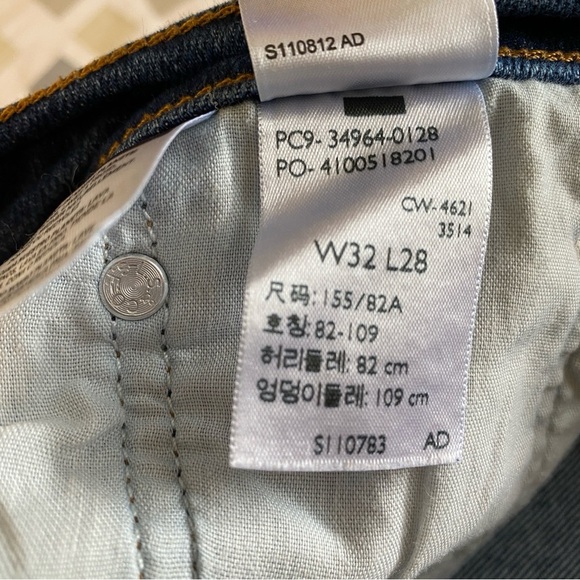 S110812 AD
PC9-34964-0128
PO-4100518201
CW-4621
3514
W32 L28
尺码:155/82A
호칭:82-109
허리둘레: 82 cm
엉덩이둘레: 109 cm
S110783 AD